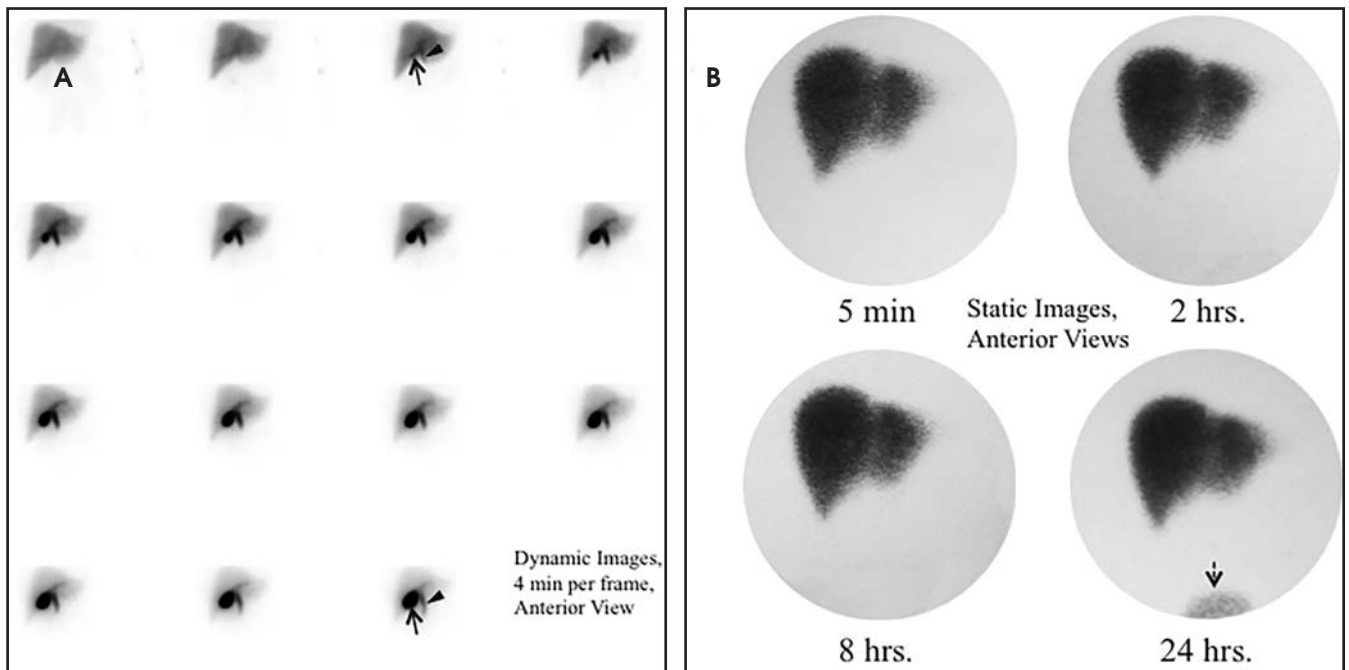 A
Dynamic Images,
4 min per frame,
Anterior View
B
5 min
Static Images,
Anterior Views
2 hrs.
8 hrs.
24 hrs.